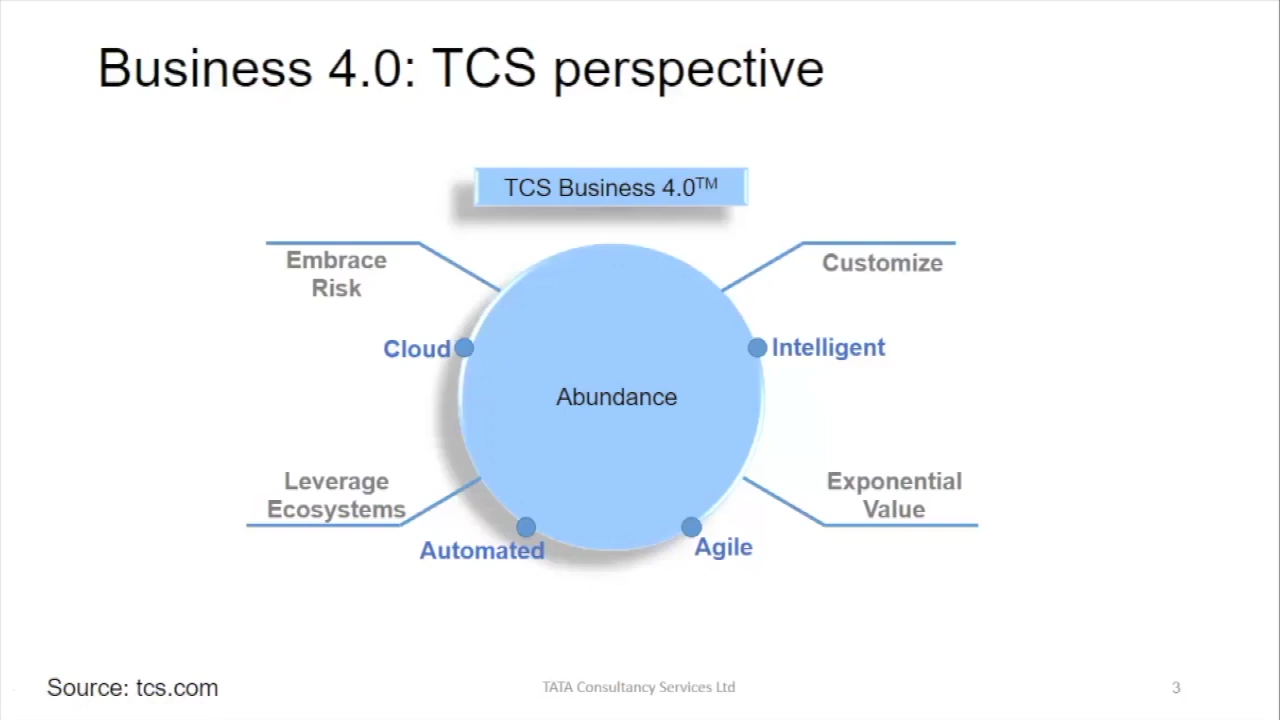 Business 4.0: TCS perspective
TCS Business 4.0TM
Embrace
Risk
Customize
Cloud
Intelligent
Abundance
Leverage
Ecosystems
Exponential
Value
Automated
Agile
Source: tcs.com
TATA Consultancy Services Ltd
3